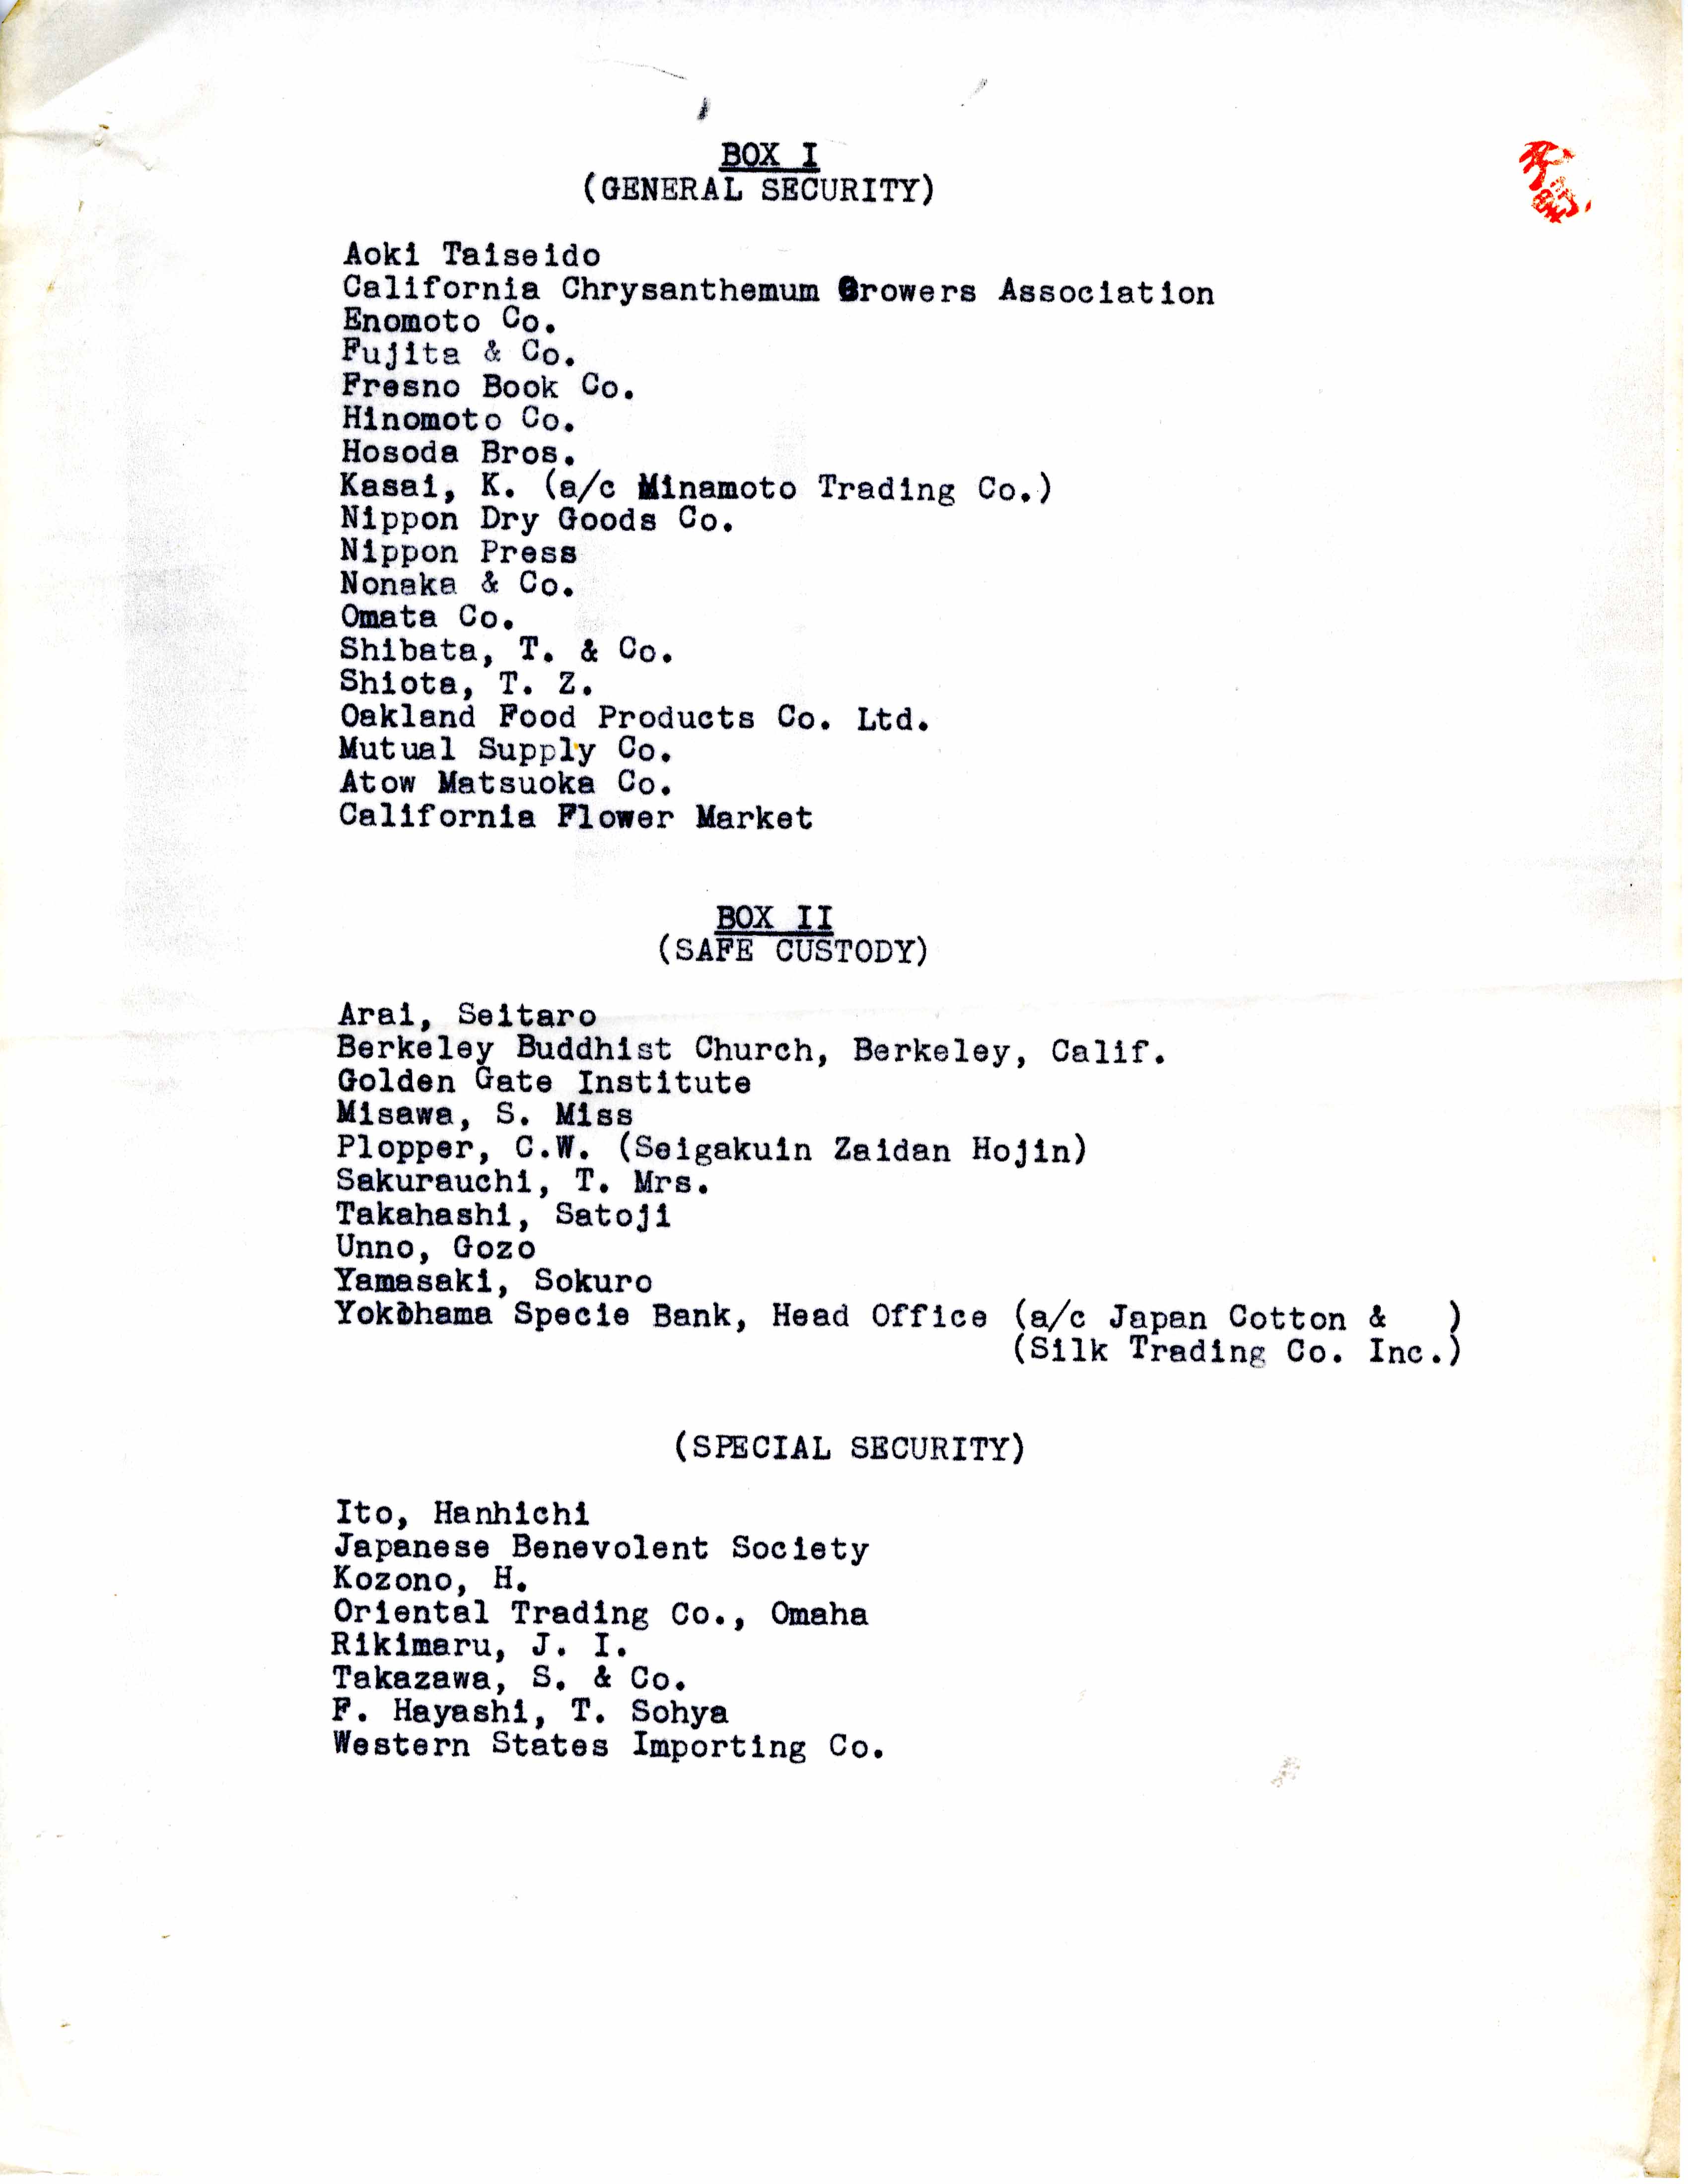 BOX I
(GENERAL SECURITY)
Aoki Taiseido
California Chrysanthemum Growers Association
Enomoto Co.
Fujita & Co.
Fresno Book Co.
Hinomoto Co.
Hosoda Bros.
Kasai, K. (a/c Minamoto Trading Co.)
Nippon Dry Goods Co.
Nippon Press
Nonaka & Co.
Omata Co.
Shibata, T. & Co.
Shiota, T. Z.
Oakland Food Products Co. Ltd.
Mutual Supply Co.
Atow Matsuoka Co.
California Flower Market
BOX II
(SAFE CUSTODY)
Arai, Seitaro
Berkeley Buddhist Church, Berkeley, Calif.
Golden Gate Institute
Misawa, S. Miss
Plopper, C.W. (Seigakuin Zaidan Hojin)
Sakurauchi, T. Mrs.
Takahashi, Satoji
Unno, Gozo
Yamasaki, Sokuro
Yokohama Specie Bank, Head Office (a/c Japan Cotton & )
(Silk Trading Co. Inc.)
(SPECIAL SECURITY)
Ito, Hanhichi
Japanese Benevolent Society
Kozono, H.
Oriental Trading Co., Omaha
Rikimaru, J. I.
Takazawa, S. & Co.
F. Hayashi, T. Sohya
Western States Importing Co.